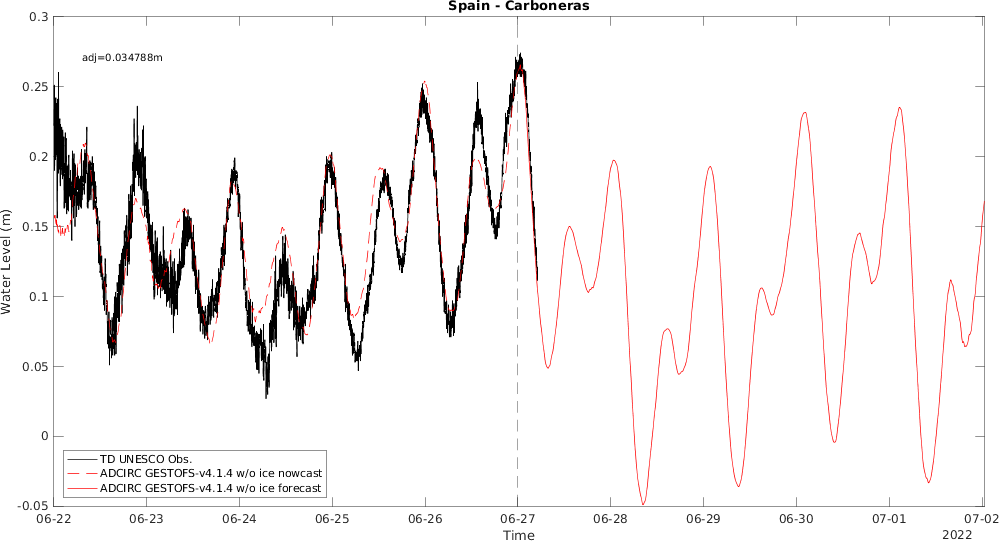 Spain - Carboneras
adj=0.034788m
0.3
0.25
0.2
0.15
0.1
0.05
0
-0.05
Water Level (m)
TD UNESCO Obs.
ADCIRC GESTOFS-v4.1.4 w/o ice nowcast
ADCIRC GESTOFS-v4.1.4 w/o ice forecast
06-22 06-23 06-24 06-25 06-26 06-27 06-28 06-29 06-30 07-01 07-02
Time
2022